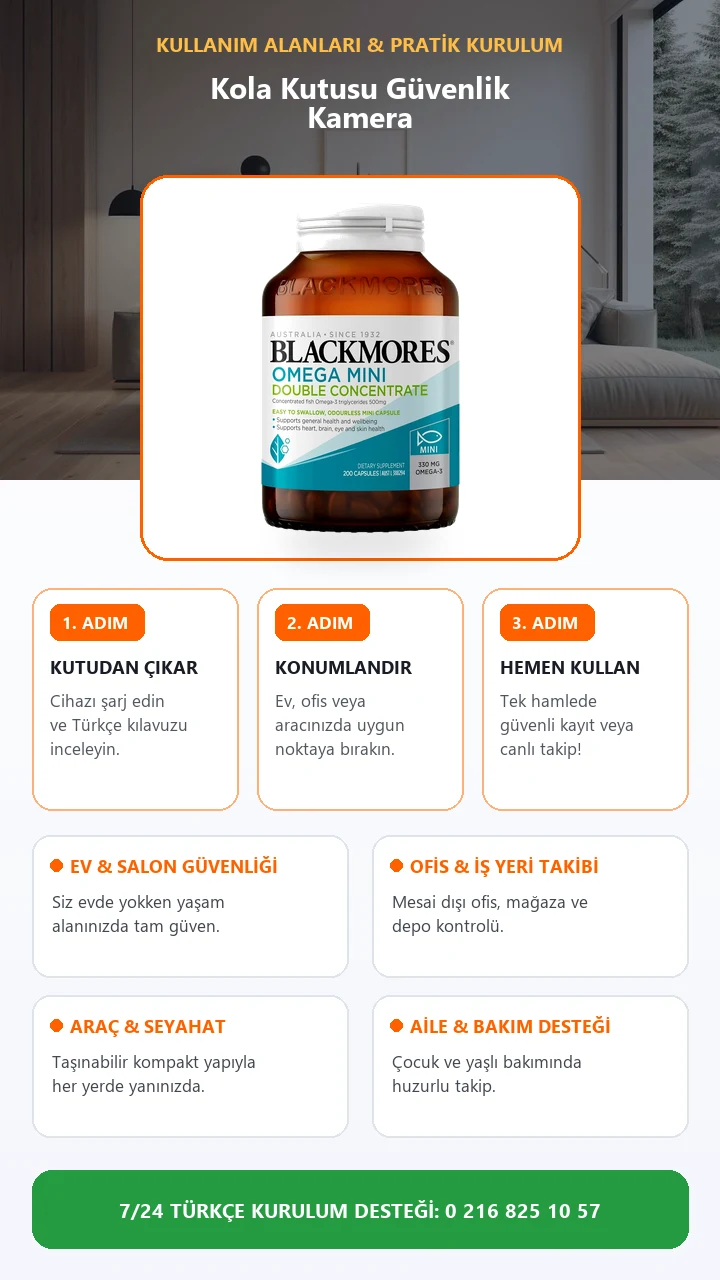 KULLANIM ALANLARI & PRATİK KURULUM
Kola Kutusu Güvenlik
Kamera
BLACKMORES
AUSTRALIA • SINCE 1932
BLACKMORES®
OMEGA MINI
DOUBLE CONCENTRATE
Concentrated fish Omega-3 triglycerides 500mg
EASY TO SWALLOW, ODOURLESS MINI CAPSULE
• Supports general health and wellbeing
• Supports heart, brain, eye and skin health
MINI
DIETARY SUPPLEMENT
200 CAPSULES
330 MG
OMEGA-3
1. ADIM
KUTUDAN ÇIKAR
Cihazı şarj edin
ve Türkçe kılavuzu
inceleyin.
2. ADIM
KONUMLANDIR
Ev, ofis veya
aracınızda uygun
noktaya bırakın.
3. ADIM
HEMEN KULLAN
Tek hamlede
güvenli kayıt veya
canlı takip!
EV & SALON GÜVENLİĞİ
Siz evde yokken yaşam
alanınızda tam güven.
OFİS & İŞ YERİ TAKİBİ
Mesai dışı ofis, mağaza ve
depo kontrolü.
ARAÇ & SEYAHAT
Taşınabilir kompakt yapıyla
her yerde yanınızda.
AİLE & BAKIM DESTEĞİ
Çocuk ve yaşlı bakımında
huzurlu takip.
7/24 TÜRKÇE KURULUM DESTEĞİ: 0 216 825 10 57